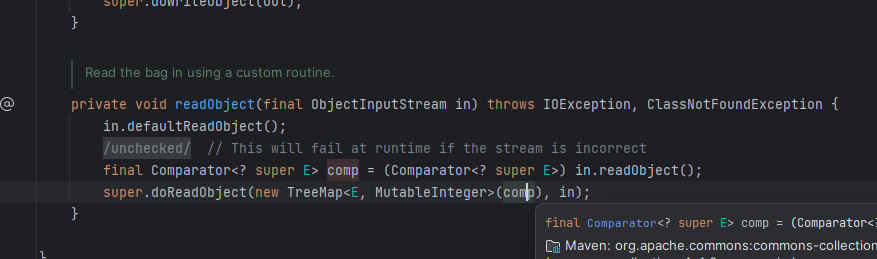 super.doWriteObject(out);
}
Read the bag in using a custom routine.
private void readObject(final ObjectInputStream in) throws IOException, ClassNotFoundException {
in.defaultReadObject();
/unchecked/ // This will fail at runtime if the stream is incorrect
final Comparator<? super E> comp = (Comparator<? super E>) in.readObject();
super.doReadObject(new TreeMap<E, MutableInteger>(comp), in);
}
final Comparator<? super E> comp = (Comparator<?
Maven: org.apache.commons:commons-collection
}